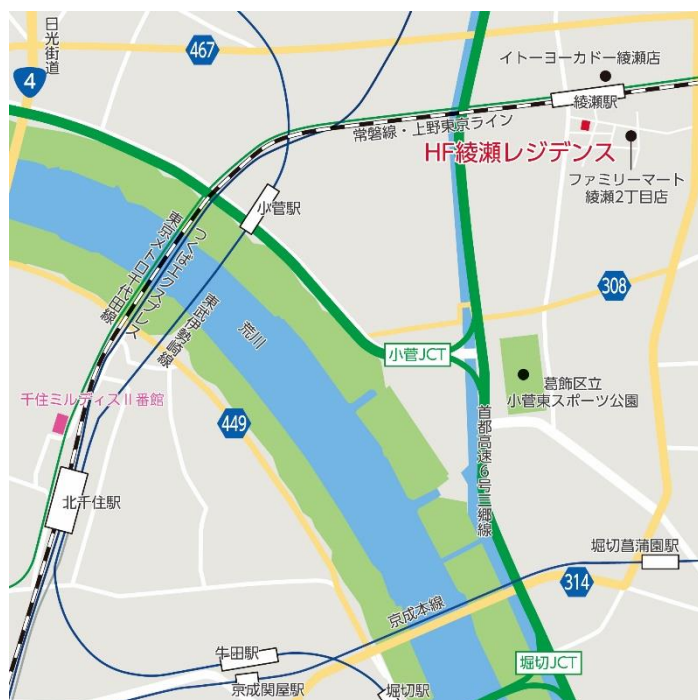 日光街道
467
4
イトーヨーカドー綾瀬店
綾瀬駅
常磐線・上野東京ライン
HF綾瀬レジデンス
ファミリーマート
綾瀬2丁目店
小菅駅
つくばエクスプレス
東京メトロ千代田線
東武伊勢崎線
荒川
308
小菅JCT
葛飾区立
小菅東スポーツ公園
千住ミルディスⅡ番館
449
首都高速6号三郷線
北千住駅
堀切菖蒲園駅
314
京成本線
牛田駅
京成関屋駅
堀切駅
堀切JCT